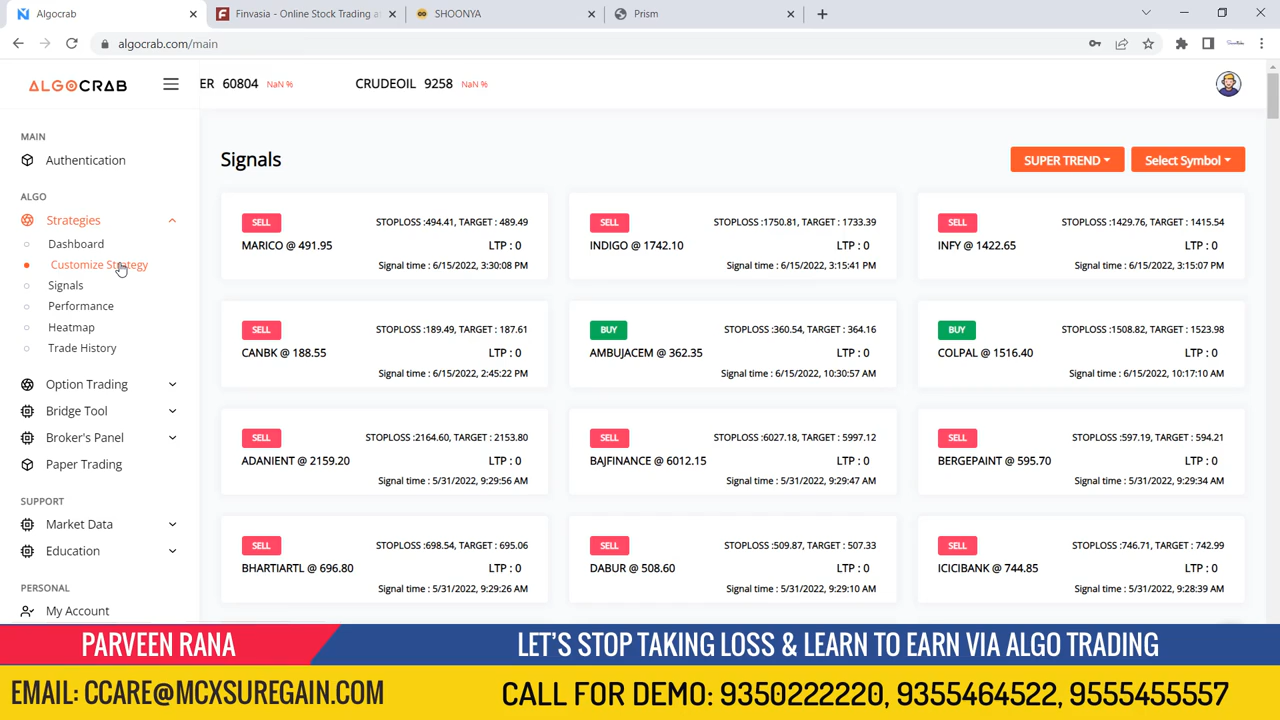 Algocrab
Finvasia - Online Stock Trading a
SHOONYA
Prism
algocrab.com/main
ALGOCRAB
ER 60804 NaN % CRUDEOIL 9258 NaN %
MAIN
Authentication
ALGO
Strategies
Dashboard
Customize Strategy
Signals
Performance
Heatmap
Trade History
Option Trading
Bridge Tool
Broker's Panel
Paper Trading
SUPPORT
Market Data
Education
PERSONAL
My Account
Signals
SUPER TREND
Select Symbol
SELL STOPLOSS :494.41, TARGET : 489.49
MARICO @ 491.95 LTP : 0
Signal time : 6/15/2022, 3:30:08 PM
SELL STOPLOSS :1750.81, TARGET : 1733.39
INDIGO @ 1742.10 LTP : 0
Signal time : 6/15/2022, 3:15:41 PM
SELL STOPLOSS :1429.76, TARGET : 1415.54
INFY @ 1422.65 LTP : 0
Signal time : 6/15/2022, 3:15:07 PM
SELL STOPLOSS :189.49, TARGET : 187.61
CANBK @ 188.55 LTP : 0
Signal time : 6/15/2022, 2:45:22 PM
BUY STOPLOSS :360.54, TARGET : 364.16
AMBUJACEM @ 362.35 LTP : 0
Signal time : 6/15/2022, 10:30:57 AM
BUY STOPLOSS :1508.82, TARGET : 1523.98
COLPAL @ 1516.40 LTP : 0
Signal time : 6/15/2022, 10:17:10 AM
SELL STOPLOSS :2164.60, TARGET : 2153.80
ADANIENT @ 2159.20 LTP : 0
Signal time : 5/31/2022, 9:29:56 AM
SELL STOPLOSS :6027.18, TARGET : 5997.12
BAJFINANCE @ 6012.15 LTP : 0
Signal time : 5/31/2022, 9:29:47 AM
SELL STOPLOSS :597.19, TARGET : 594.21
BERGEPAINT @ 595.70 LTP : 0
Signal time : 5/31/2022, 9:29:34 AM
SELL STOPLOSS :698.54, TARGET : 695.06
BHARTIARTL @ 696.80 LTP : 0
Signal time : 5/31/2022, 9:29:26 AM
SELL STOPLOSS :509.87, TARGET : 507.33
DABUR @ 508.60 LTP : 0
Signal time : 5/31/2022, 9:29:10 AM
SELL STOPLOSS :746.71, TARGET : 742.99
ICICIBANK @ 744.85 LTP : 0
Signal time : 5/31/2022, 9:28:39 AM
PARVEEN RANA
LET'S STOP TAKING LOSS & LEARN TO EARN VIA ALGO TRADING
EMAIL: CCARE@MCXSUREGAIN.COM
CALL FOR DEMO: 9350222220, 9355464522, 9555455557